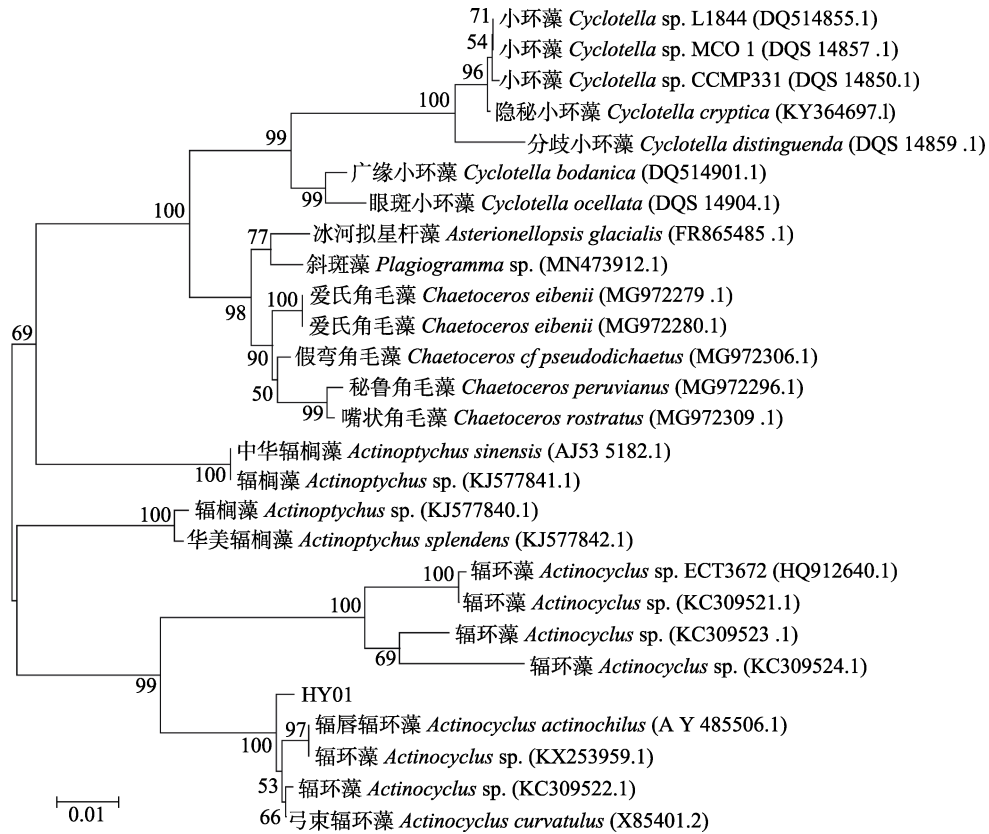 71
小环藻 Cyclotella sp. L1844 (DQ514855.1)
54
小环藻 Cyclotella sp. MCO 1 (DQS 14857 .1)
96
小环藻 Cyclotella sp. CCMP331 (DQS 14850.1)
100
隐秘小环藻 Cyclotella cryptica (KY364697.l)
99
分歧小环藻 Cyclotella distinguenda (DQS 14859 .1)
广缘小环藻 Cyclotella bodanica (DQ514901.1)
99
眼斑小环藻 Cyclotella ocellata (DQS 14904.1)
100
77
冰河拟星杆藻 Asterionellopsis glacialis (FR865485 .1)
斜斑藻 Plagiogramma sp. (MN473912.1)
98
100
爱氏角毛藻 Chaetoceros eibenii (MG972279 .1)
爱氏角毛藻 Chaetoceros eibenii (MG972280.1)
69
90
假弯角毛藻 Chaetoceros cf pseudodichaetus (MG972306.1)
50
秘鲁角毛藻 Chaetoceros peruvianus (MG972296.1)
99
嘴状角毛藻 Chaetoceros rostratus (MG972309 .1)
中华辐榈藻 Actinoptychus sinensis (AJ53 5182.1)
100
辐榈藻 Actinoptychus sp. (KJ577841.1)
100
辐榈藻 Actinoptychus sp. (KJ577840.1)
华美辐榈藻 Actinoptychus splendens (KJ577842.1)
100
辐环藻 Actinocyclus sp. ECT3672 (HQ912640.1)
100
辐环藻 Actinocyclus sp. (KC309521.1)
辐环藻 Actinocyclus sp. (KC309523 .1)
69
辐环藻 Actinocyclus sp. (KC309524.1)
99
HY01
97
辐唇辐环藻 Actinocyclus actinochilus (A Y 485506.1)
100
辐环藻 Actinocyclus sp. (KX253959.1)
53
辐环藻 Actinocyclus sp. (KC309522.1)
66
弓束辐环藻 Actinocyclus curvatulus (X85401.2)
0.01